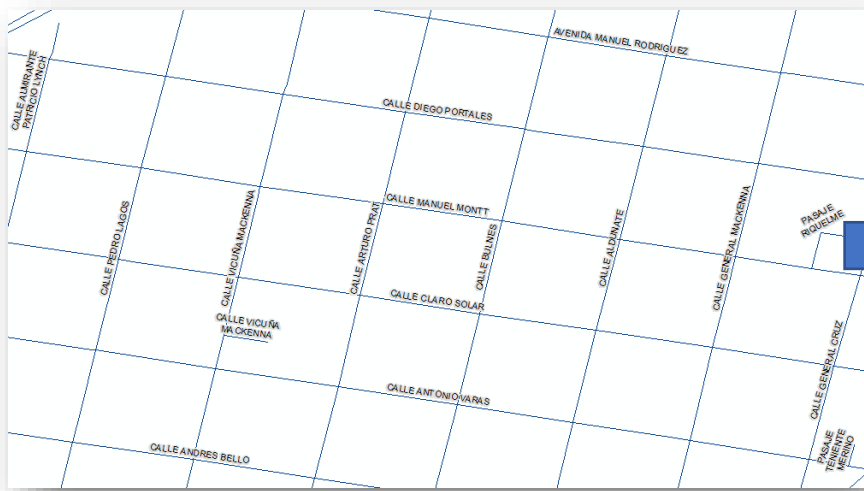 AVENIDA MANUEL RODRIGUEZ
CALLE ALMIRANTE
PATRICIO LYNCH
CALLE DIEGO PORTALES
CALLE MANUEL MONTT
CALLE PEDRO LAGOS
CALLE VICUÑA MACKENNA
CALLE ARTURO PRAT
CALLE BULNES
CALLE ALDUNATE
CALLE GENERAL MACKENNA
PASAJE
RIQUELME
CALLE CLARO SOLAR
CALLE VICUÑA
MACKENNA
CALLE GENERAL CRUZ
CALLE ANTONIO VARAS
CALLE ANDRES BELLO
PASAJE
TENIENTE
MERINO